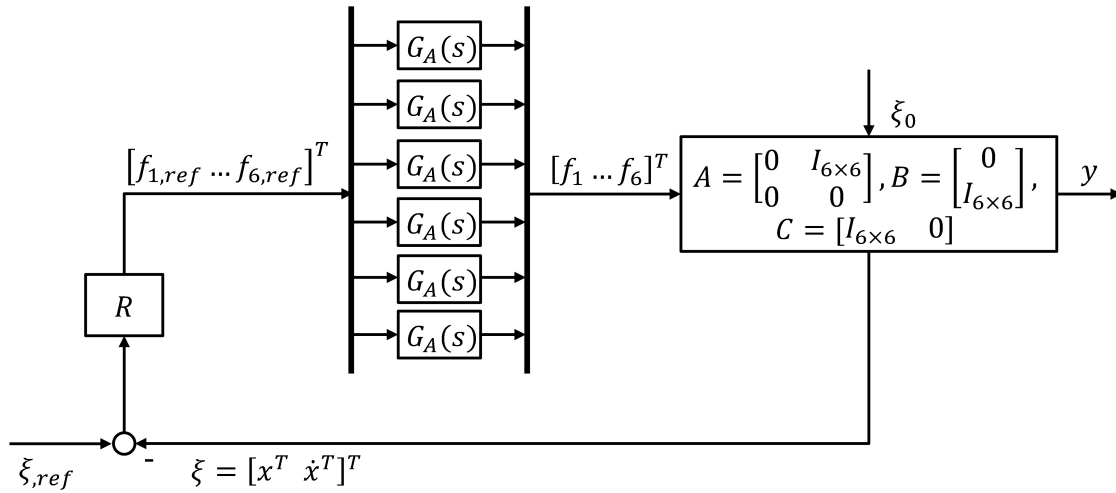 G_A(s)
G_A(s)
G_A(s)
G_A(s)
G_A(s)
G_A(s)
[f_{1,ref} … f_{6,ref}]^T
[f_1 … f_6]^T
ξ_0
A = [0 I_{6×6}; 0 0], B = [0; I_{6×6}],
C = [I_{6×6} 0]
y
R
-
ξ_{,ref}
ξ = [x^T ẋ^T]^T